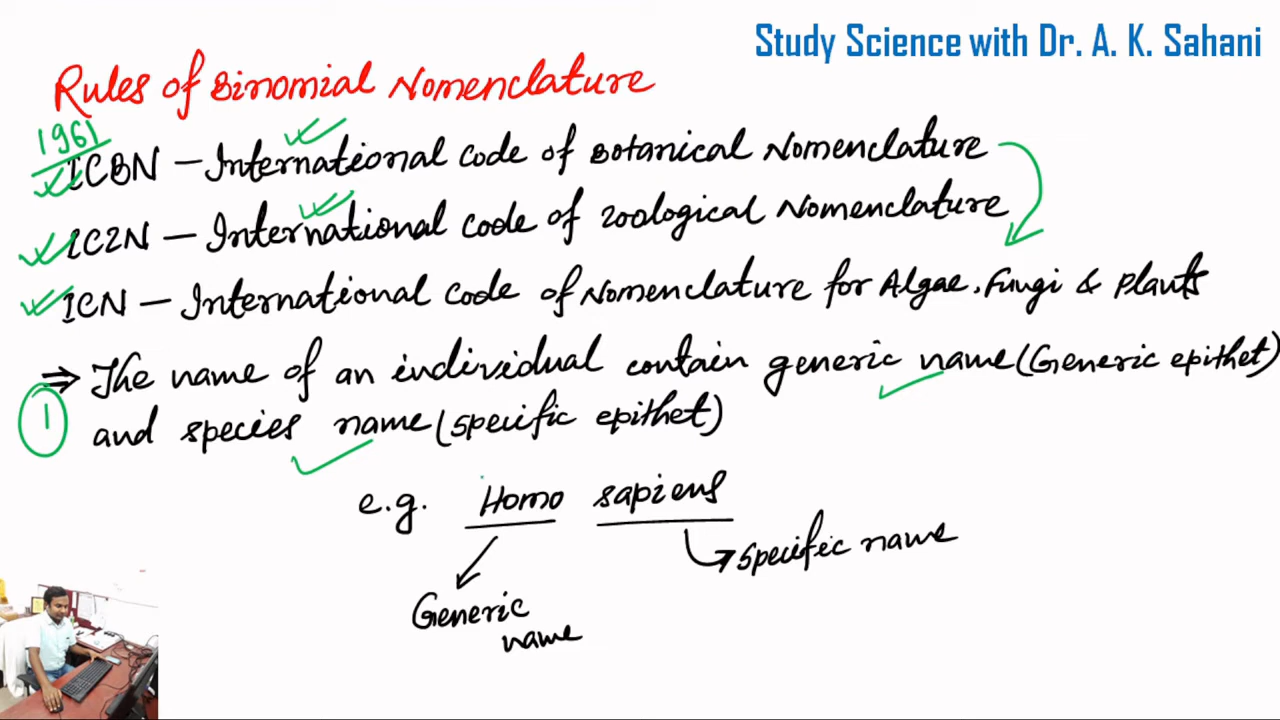 Study Science with Dr. A. K. Sahani
Rules of Binomial Nomenclature
1961
ICBN – International Code of Botanical Nomenclature
ICZN – International Code of Zoological Nomenclature
ICN – International Code of Nomenclature for Algae, Fungi & Plants
⇒ The name of an individual contain generic name (Generic epithet)
1
and species name (specific epithet)
e.g. Homo sapiens
Specific name
Generic
name